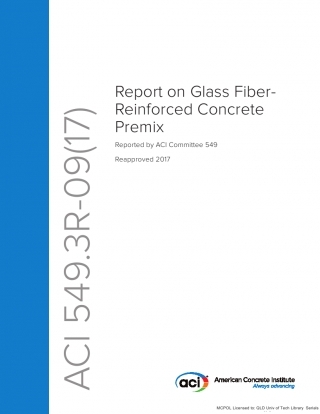 ACI 549.3R-09(17)
Report on Glass Fiber-
Reinforced Concrete
Premix
Reported by ACI Committee 549
Reapproved 2017
aci
American Concrete Institute
Always advancing
MCPOL Licensed to: QLD Univ of Tech Library. Serials